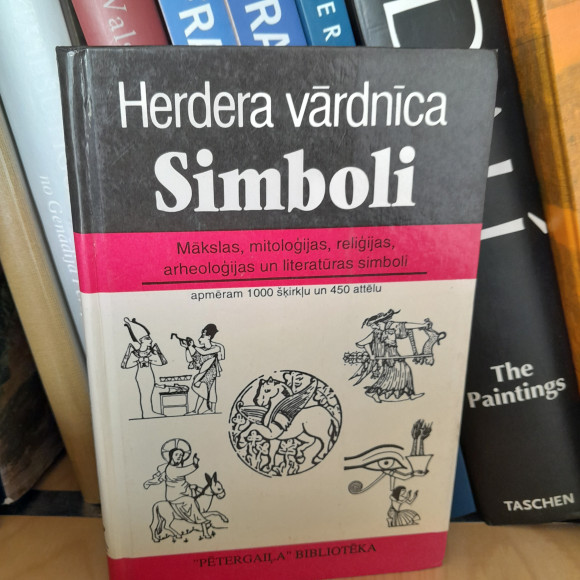 Herdera vārdnīca
Simboli
Mākslas, mitoloģijas, reliģijas,
arheoloģijas un literatūras simboli
apmēram 1000 šķirkļu un 450 attēlu
"PĒTERGAIĻA" BIBLIOTĒKA
The
Paintings
TASCHEN